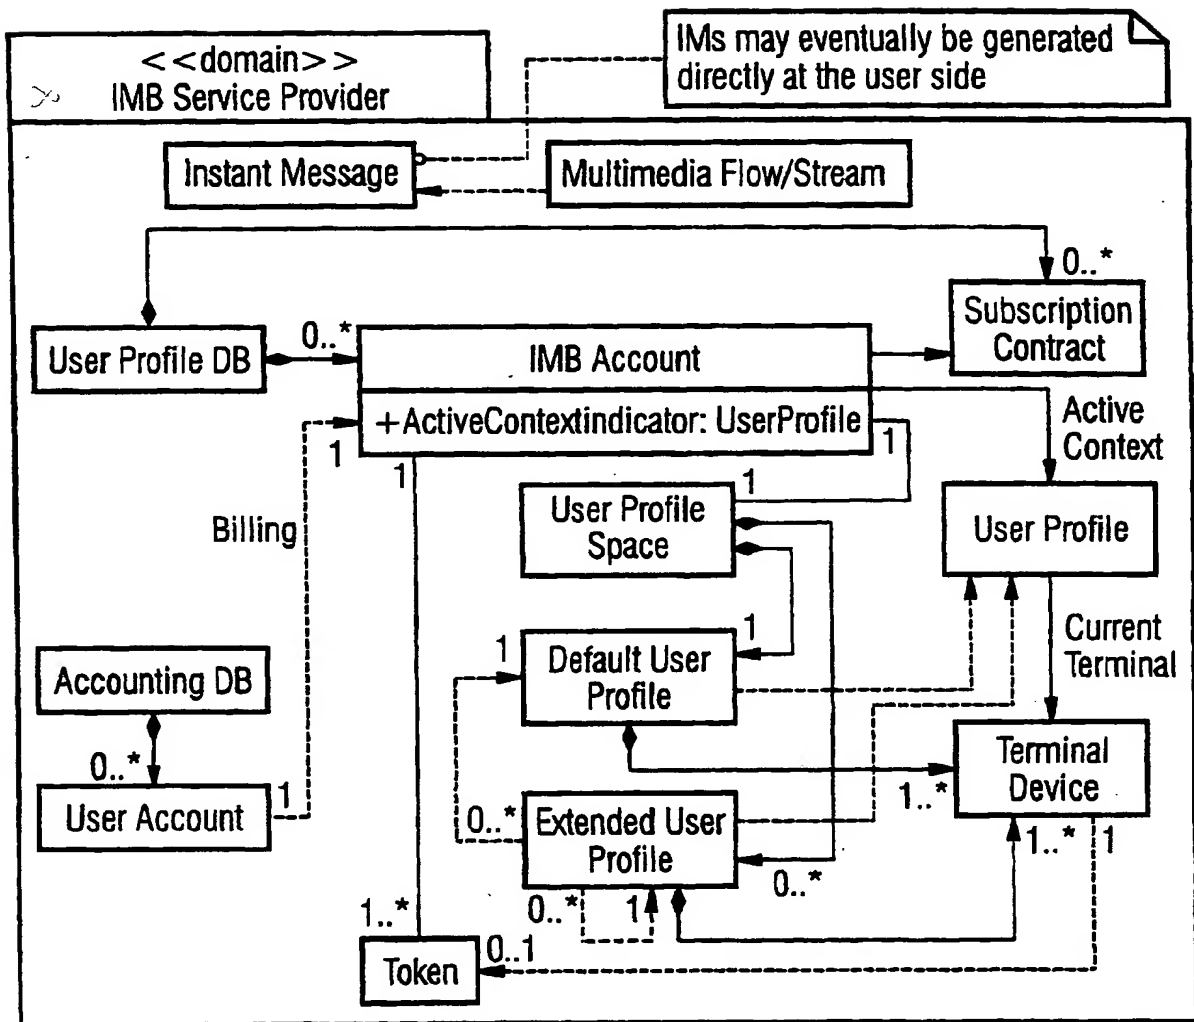 <<domain>>
IMB Service Provider
IMs may eventually be generated
directly at the user side
Instant Message
Multimedia Flow/Stream
0..*
Subscription
Contract
User Profile DB
0..*
IMB Account
+ActiveContextindicator: UserProfile
Active
Context
1
1
1
1
User Profile
Space
User Profile
Billing
1
1
Default User
Profile
Current
Terminal
Accounting DB
0..*
User Account
1
Terminal
Device
1..*
0..*
Extended User
Profile
1..*
1
0..*
0..*
1
1..*
Token
0..1